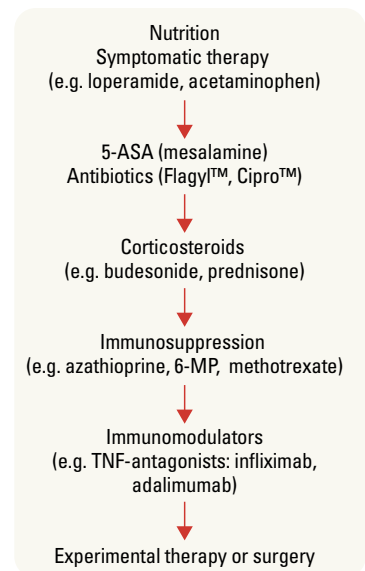 Nutrition
Symptomatic therapy
(e.g. loperamide, acetaminophen)
5-ASA (mesalamine)
Antibiotics (Flagyl™, Cipro™)
Corticosteroids
(e.g. budesonide, prednisone)
Immunosuppression
(e.g. azathioprine, 6-MP, methotrexate)
Immunomodulators
(e.g. TNF-antagonists: infliximab,
adalimumab)
Experimental therapy or surgery